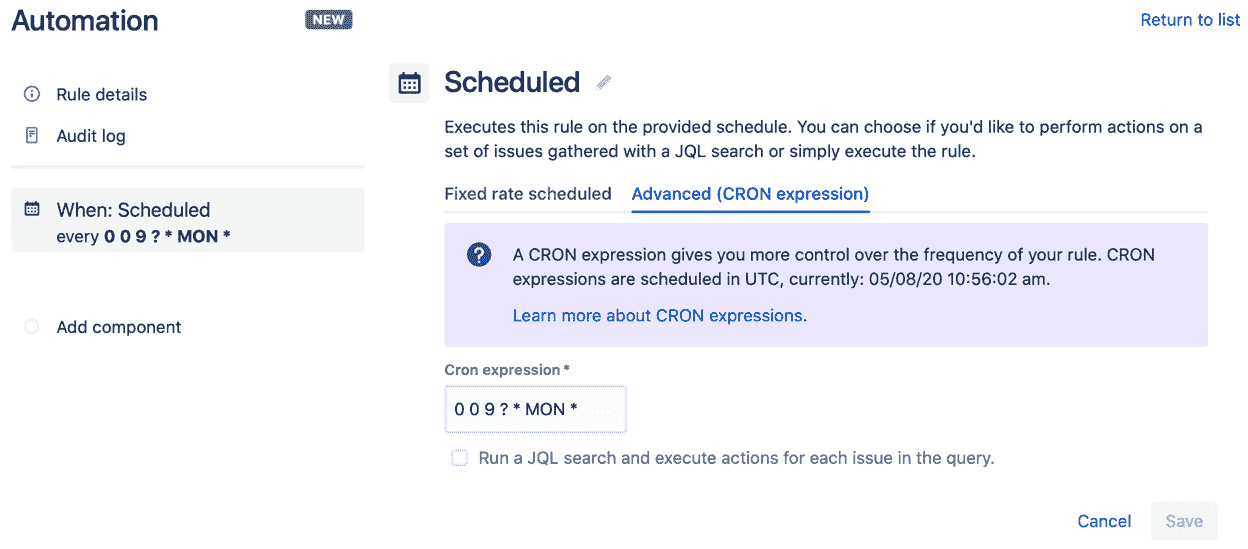 Automation
NEW
Return to list
Rule details
Audit log
When: Scheduled
every 0 0 9 ? * MON *
Add component
Scheduled
Executes this rule on the provided schedule. You can choose if you'd like to perform actions on a
set of issues gathered with a JQL search or simply execute the rule.
Fixed rate scheduled
Advanced (CRON expression)
A CRON expression gives you more control over the frequency of your rule. CRON
expressions are scheduled in UTC, currently: 05/08/20 10:56:02 am.
Learn more about CRON expressions.
Cron expression *
0 0 9 ? * MON *
Run a JQL search and execute actions for each issue in the query.
Cancel
Save